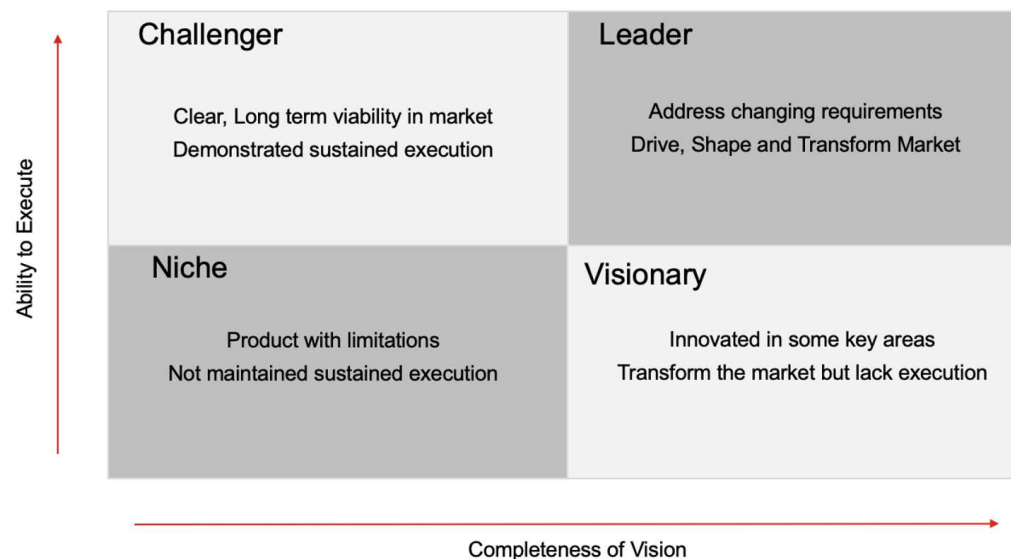 Challenger
Clear, Long term viability in market
Demonstrated sustained execution
Leader
Address changing requirements
Drive, Shape and Transform Market
Ability to Execute
Niche
Product with limitations
Not maintained sustained execution
Visionary
Innovated in some key areas
Transform the market but lack execution
Completeness of Vision